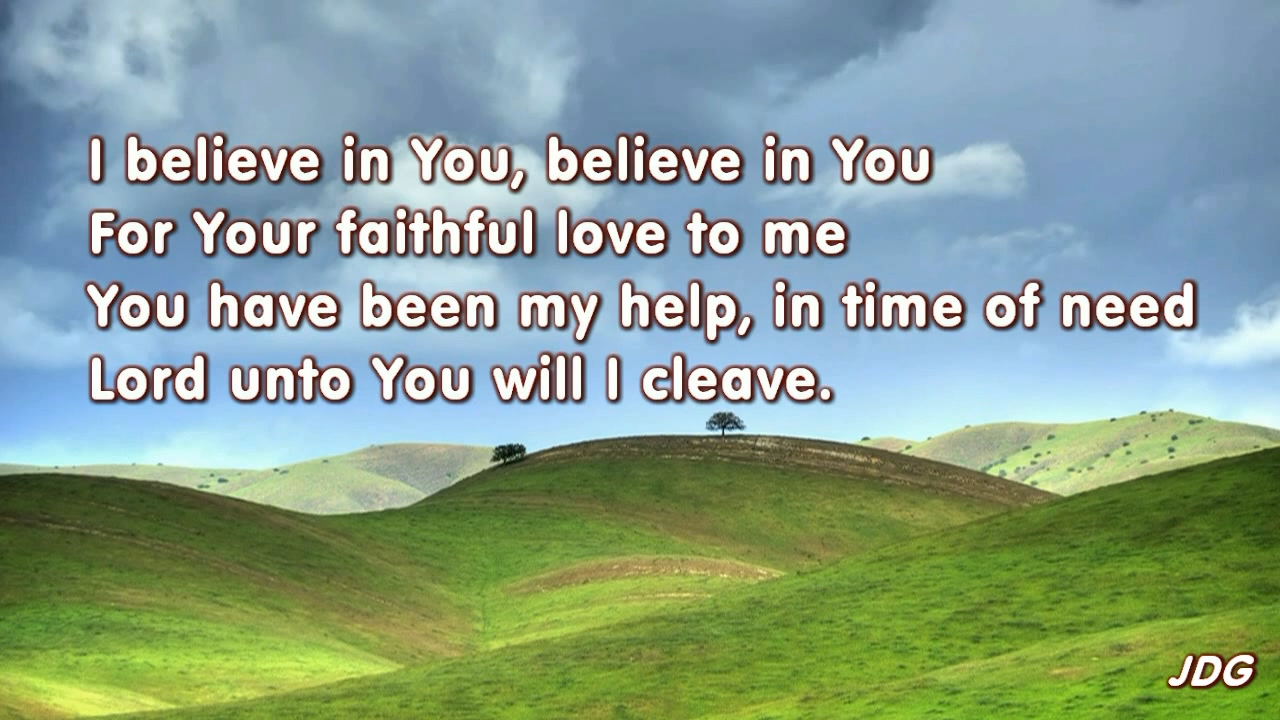 I believe in You, believe in You
For Your faithful love to me
You have been my help, in time of need
Lord unto You will I cleave.
JDG